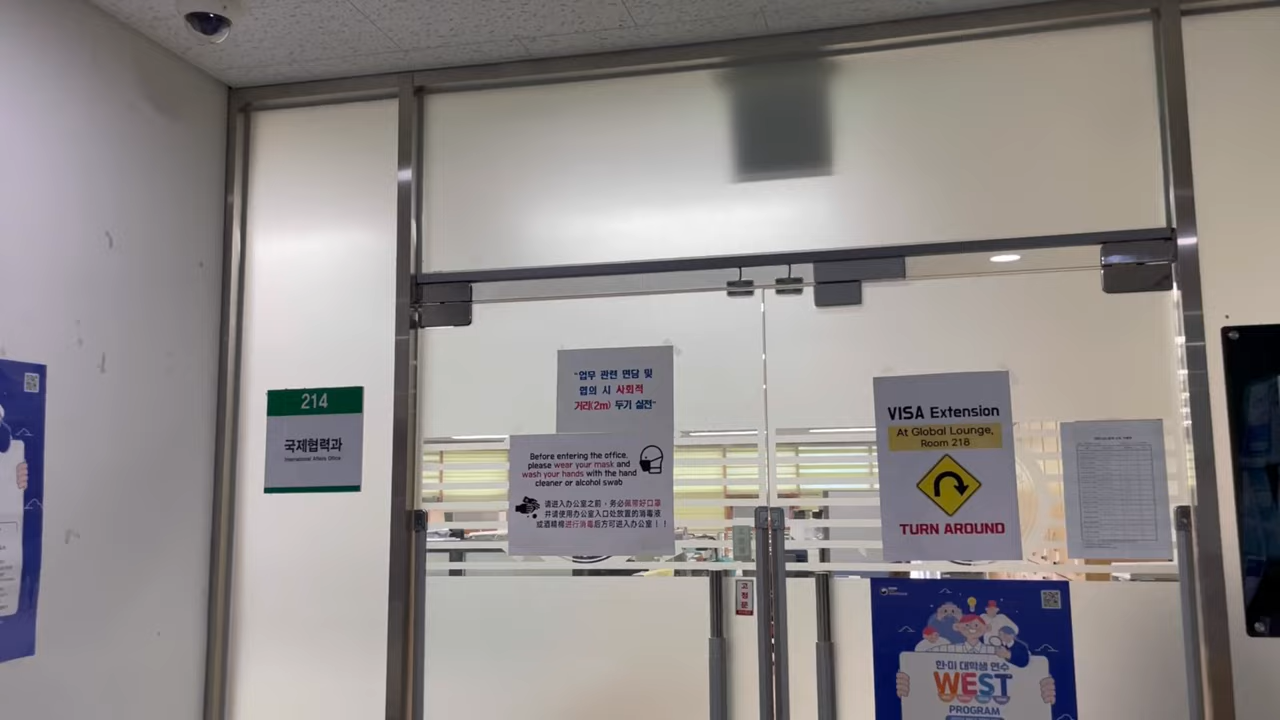 214
국제협력과
International Affairs Office
"업무 관련 면담 및
협의 시 사회적
거리(2m) 두기 실천"
Before entering the office,
please wear your mask and
wash your hands with the hand
cleaner or alcohol swab
请进入办公室之前，务必佩带好口罩
并请使用办公室入口处放置的消毒液
或酒精棉进行消毒后方可进入办公室！！
VISA Extension
At Global Lounge,
Room 218
TURN AROUND
고정문
한·미 대학생 연수
WEST
PROGRAM